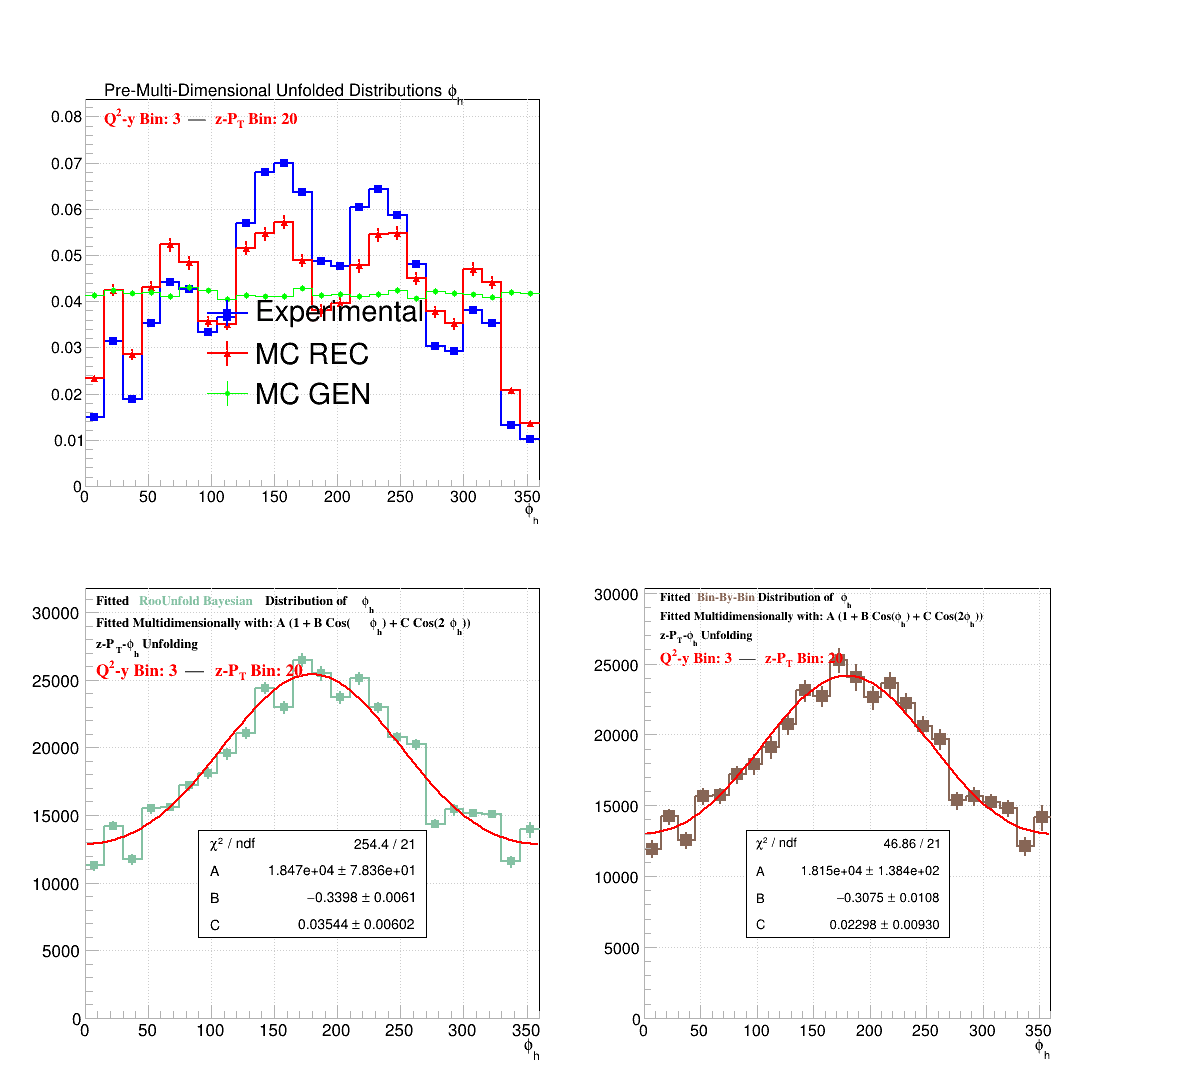 Pre-Multi-Dimensional Unfolded Distributions ϕh
Q²-y Bin: 3 — z-PT Bin: 20
0.08
0.07
0.06
0.05
0.04
0.03
0.02
0.01
0
Experimental
MC REC
MC GEN
0 50 100 150 200 250 300 350
ϕh
Fitted RooUnfold Bayesian Distribution of ϕh
Fitted Multidimensionally with: A (1 + B Cos( ϕh) + C Cos(2 ϕh))
z-PT-ϕh Unfolding
Q²-y Bin: 3 — z-PT Bin: 20
30000
25000
20000
15000
10000
5000
0
χ² / ndf 254.4 / 21
A 1.847e+04 ± 7.836e+01
B −0.3398 ± 0.0061
C 0.03544 ± 0.00602
0 50 100 150 200 250 300 350
ϕh
Fitted Bin-By-Bin Distribution of ϕh
Fitted Multidimensionally with: A (1 + B Cos(ϕh) + C Cos(2ϕh))
z-PT-ϕh Unfolding
Q²-y Bin: 3 — z-PT Bin: 20
30000
25000
20000
15000
10000
5000
0
χ² / ndf 46.86 / 21
A 1.815e+04 ± 1.384e+02
B −0.3075 ± 0.0108
C 0.02298 ± 0.00930
0 50 100 150 200 250 300 350
ϕh